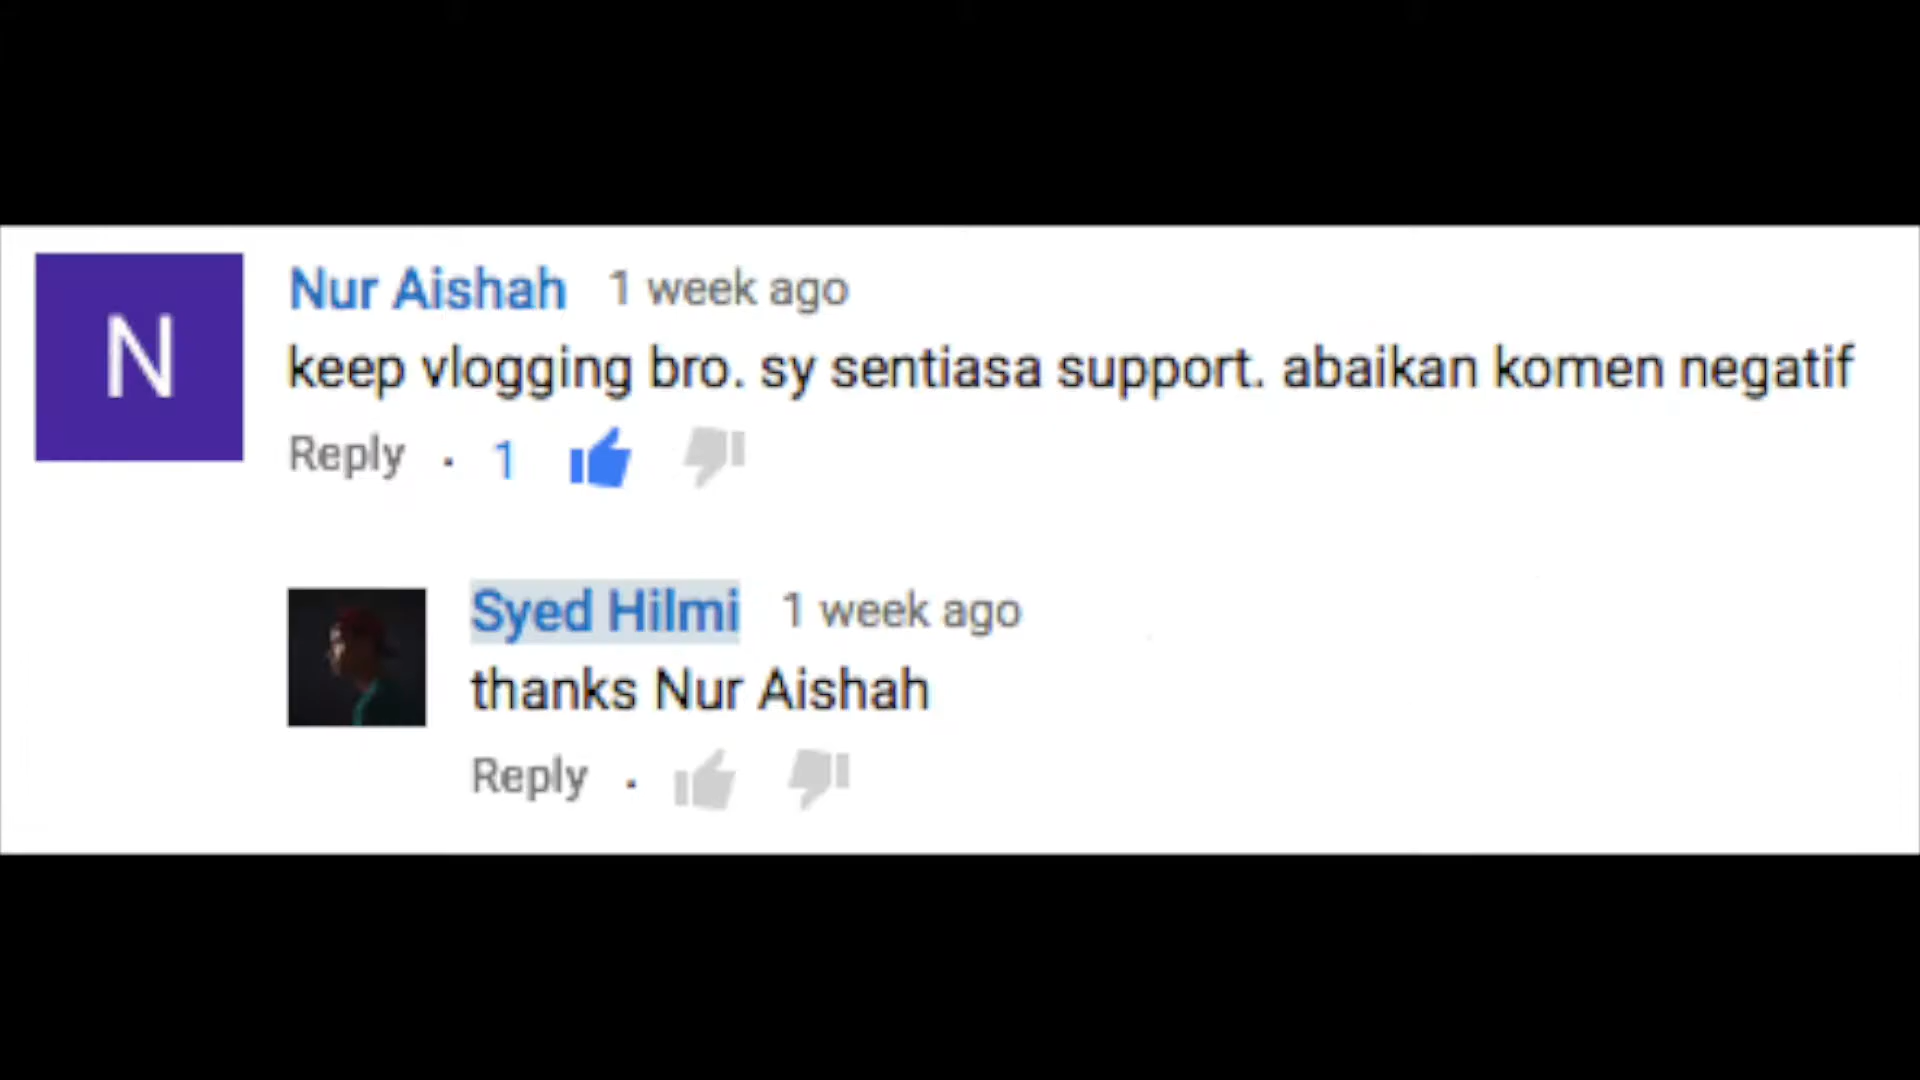 N
Nur Aishah 1 week ago
keep vlogging bro. sy sentiasa support. abaikan komen negatif
Reply · 1
Syed Hilmi 1 week ago
thanks Nur Aishah
Reply ·